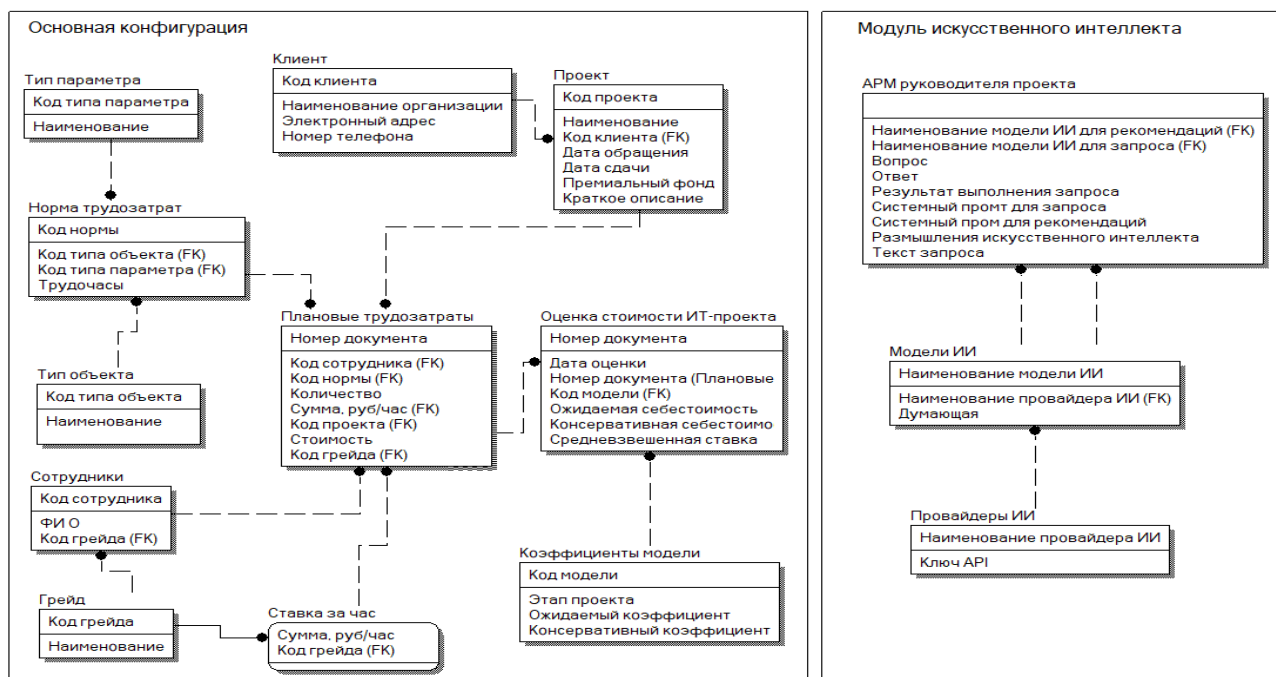 Основная конфигурация
Тип параметра
Код типа параметра
Наименование
Клиент
Код клиента
Наименование организации
Электронный адрес
Номер телефона
Проект
Код проекта
Наименование
Код клиента (FK)
Дата обращения
Дата сдачи
Премиальный фонд
Краткое описание
Норма трудозатрат
Код нормы
Код типа объекта (FK)
Код типа параметра (FK)
Трудочасы
Тип объекта
Код типа объекта
Наименование
Плановые трудозатраты
Номер документа
Код сотрудника (FK)
Код нормы (FK)
Количество
Сумма, руб/час (FK)
Код проекта (FK)
Стоимость
Код грейда (FK)
Оценка стоимости ИТ-проекта
Номер документа
Дата оценки
Номер документа (Плановые
Код модели (FK)
Ожидаемая себестоимость
Консервативная себестоимо
Средневзвешенная ставка
Сотрудники
Код сотрудника
ФИ О
Код грейда (FK)
Грейд
Код грейда
Наименование
Ставка за час
Сумма, руб/час
Код грейда (FK)
Коэффициенты модели
Код модели
Этап проекта
Ожидаемый коэффициент
Консервативный коэффициент
Модуль искусственного интеллекта
АРМ руководителя проекта
Наименование модели ИИ для рекомендаций (FK)
Наименование модели ИИ для запроса (FK)
Вопрос
Ответ
Результат выполнения запроса
Системный промт для запроса
Системный пром для рекомендаций
Размышления искусственного интеллекта
Текст запроса
Модели ИИ
Наименование модели ИИ
Наименование провайдера ИИ (FK)
Думающая
Провайдеры ИИ
Наименование провайдера ИИ
Ключ API